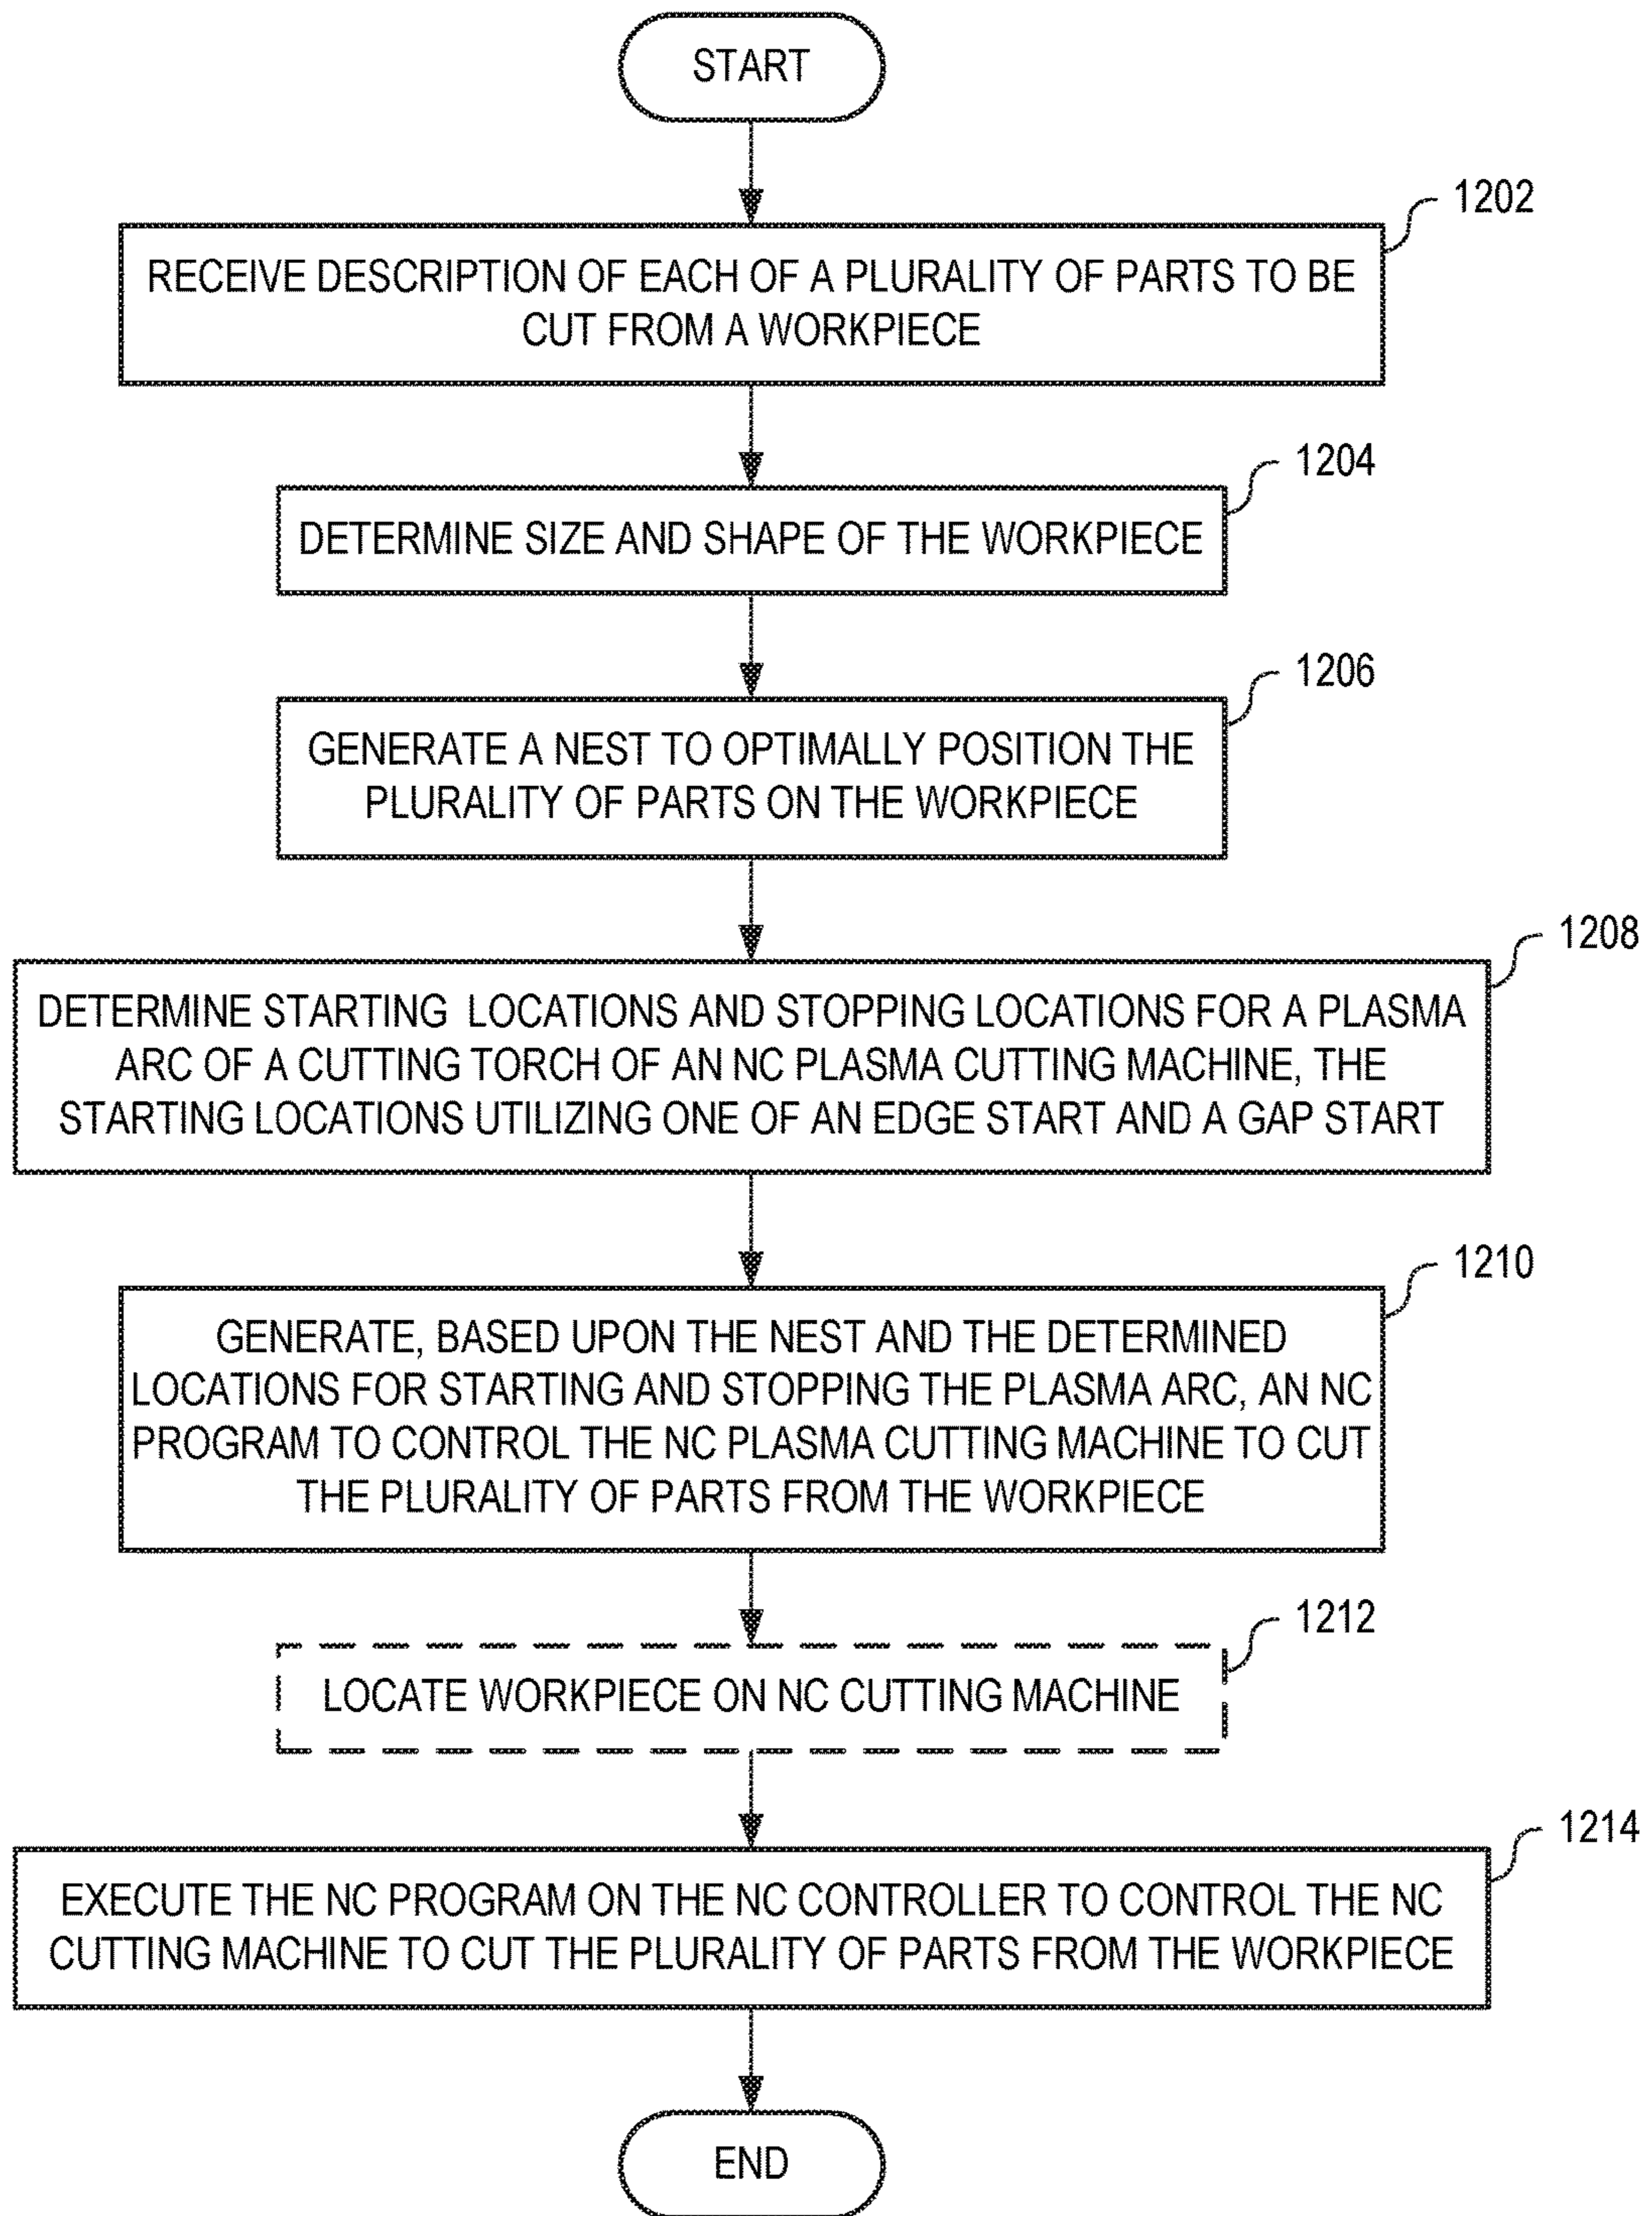 START
1202
RECEIVE DESCRIPTION OF EACH OF A PLURALITY OF PARTS TO BE
CUT FROM A WORKPIECE
1204
DETERMINE SIZE AND SHAPE OF THE WORKPIECE
1206
GENERATE A NEST TO OPTIMALLY POSITION THE
PLURALITY OF PARTS ON THE WORKPIECE
1208
DETERMINE STARTING LOCATIONS AND STOPPING LOCATIONS FOR A PLASMA
ARC OF A CUTTING TORCH OF AN NC PLASMA CUTTING MACHINE, THE
STARTING LOCATIONS UTILIZING ONE OF AN EDGE START AND A GAP START
1210
GENERATE, BASED UPON THE NEST AND THE DETERMINED
LOCATIONS FOR STARTING AND STOPPING THE PLASMA ARC, AN NC
PROGRAM TO CONTROL THE NC PLASMA CUTTING MACHINE TO CUT
THE PLURALITY OF PARTS FROM THE WORKPIECE
1212
LOCATE WORKPIECE ON NC CUTTING MACHINE
1214
EXECUTE THE NC PROGRAM ON THE NC CONTROLLER TO CONTROL THE NC
CUTTING MACHINE TO CUT THE PLURALITY OF PARTS FROM THE WORKPIECE
END